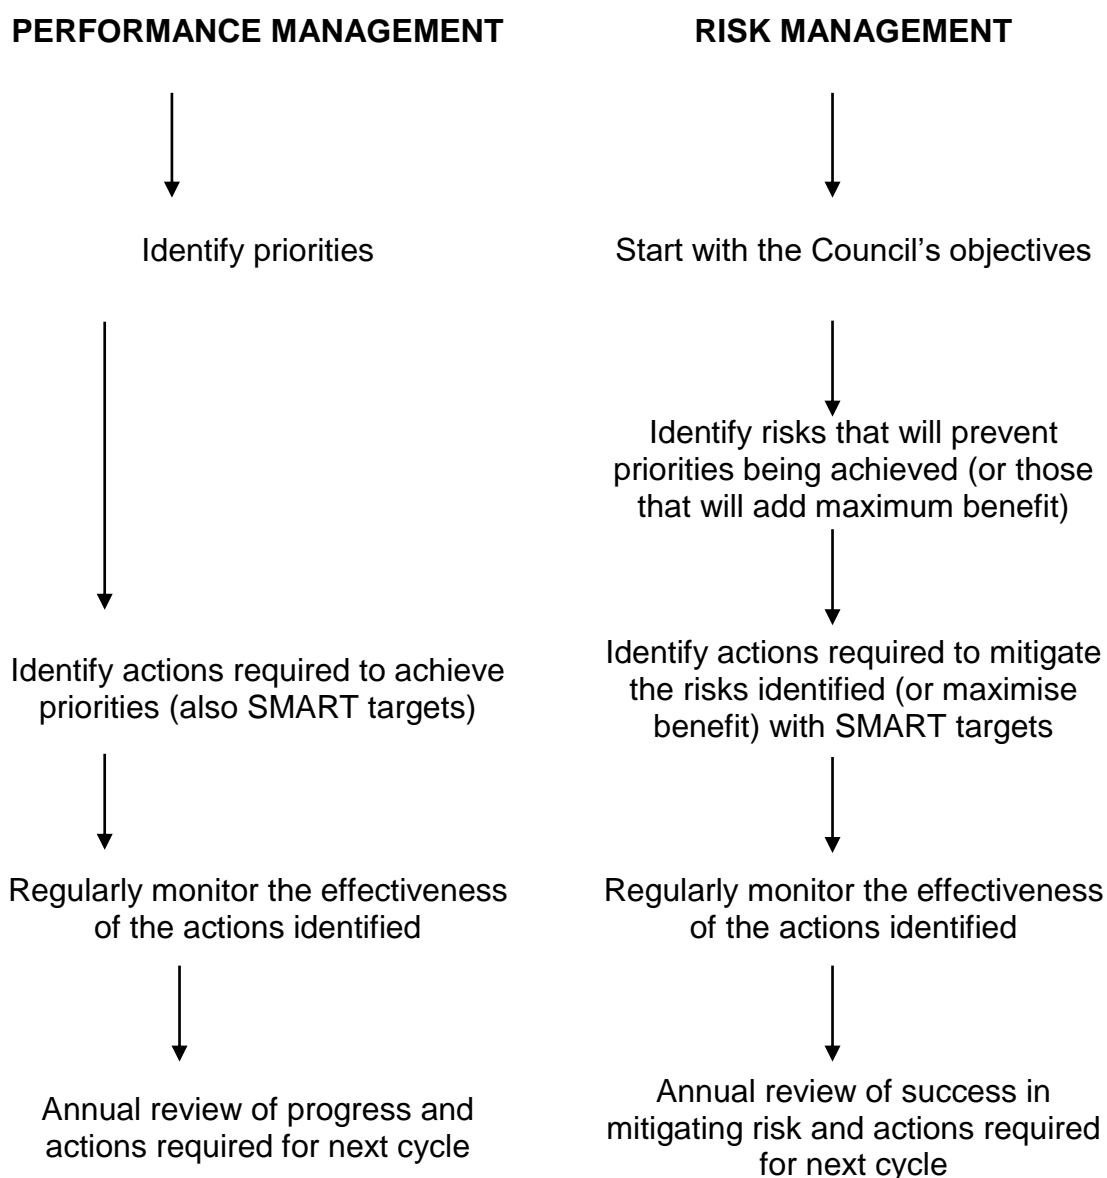 PERFORMANCE MANAGEMENT
Identify priorities
Identify actions required to achieve
priorities (also SMART targets)
Regularly monitor the effectiveness
of the actions identified
Annual review of progress and
actions required for next cycle
RISK MANAGEMENT
Start with the Council’s objectives
Identify risks that will prevent
priorities being achieved (or those
that will add maximum benefit)
Identify actions required to mitigate
the risks identified (or maximise
benefit) with SMART targets
Regularly monitor the effectiveness
of the actions identified
Annual review of success in
mitigating risk and actions required
for next cycle